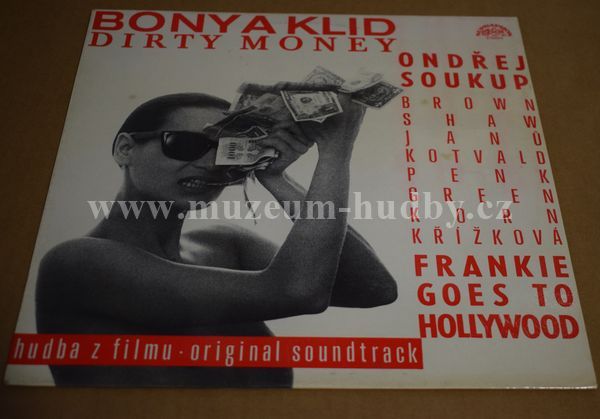 BONY A KLID
DIRTY MONEY
ONDŘEJ
SOUKUP
BROWN
SHAW
JANŮ
KOTVALD
PENK
GREEN
KORN
KŘÍŽKOVÁ
FRANKIE
GOES TO
HOLLYWOOD
hudba z filmu · original soundtrack
www.muzeum-hudby.cz